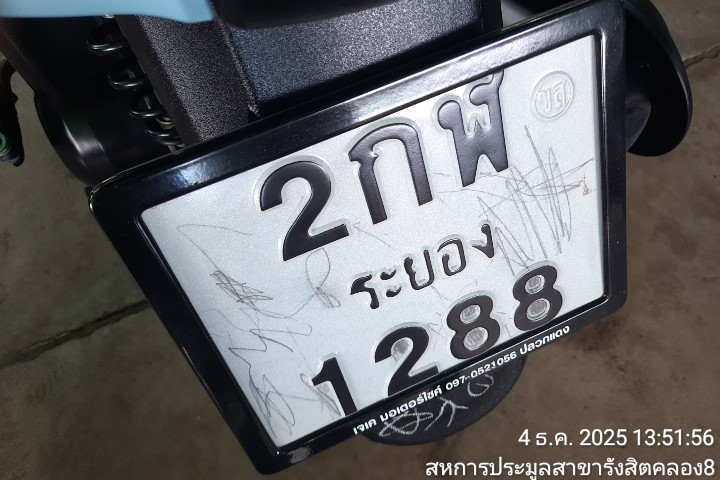 ขส
2กฬ
ระยอง
1288
เจเค มอเตอร์ไซค์ 097-0521056 ปลวกแดง
4 ธ.ค. 2025 13:51:56
สหการประมูลสาขารังสิตคลอง8